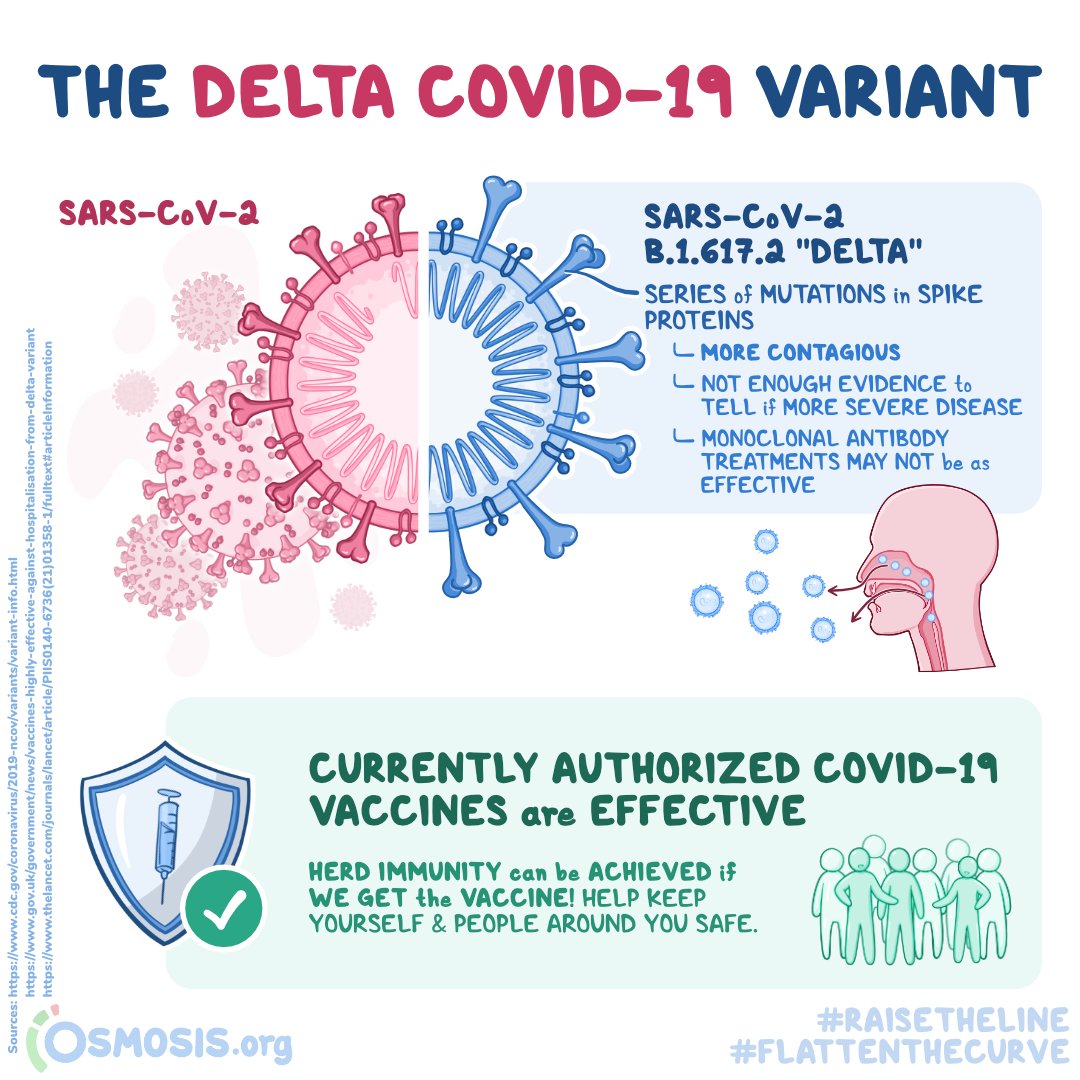 THE DELTA COVID-19 VARIANT
SARS-CoV-2
SARS-CoV-2
B.1.617.2 "DELTA"
SERIES of MUTATIONS in SPIKE
PROTEINS
MORE CONTAGIOUS
NOT ENOUGH EVIDENCE to
TELL if MORE SEVERE DISEASE
MONOCLONAL ANTIBODY
TREATMENTS MAY NOT be as
EFFECTIVE
CURRENTLY AUTHORIZED COVID-19
VACCINES are EFFECTIVE
HERD IMMUNITY can be ACHIEVED if
WE GET the VACCINE! HELP KEEP
YOURSELF & PEOPLE AROUND YOU SAFE.
Sources: https://www.cdc.gov/coronavirus/2019-ncov/variants/variant-info.html
https://www.gov.uk/government/news/vaccines-highly-effective-against-hospitalisation-from-delta-variant
https://www.thelancet.com/journals/lancet/article/PIIS0140-6736(21)01358-1/fulltext#articleInformation
OSMOSIS.org
#RAISETHELINE
#FLATTENTHECURVE